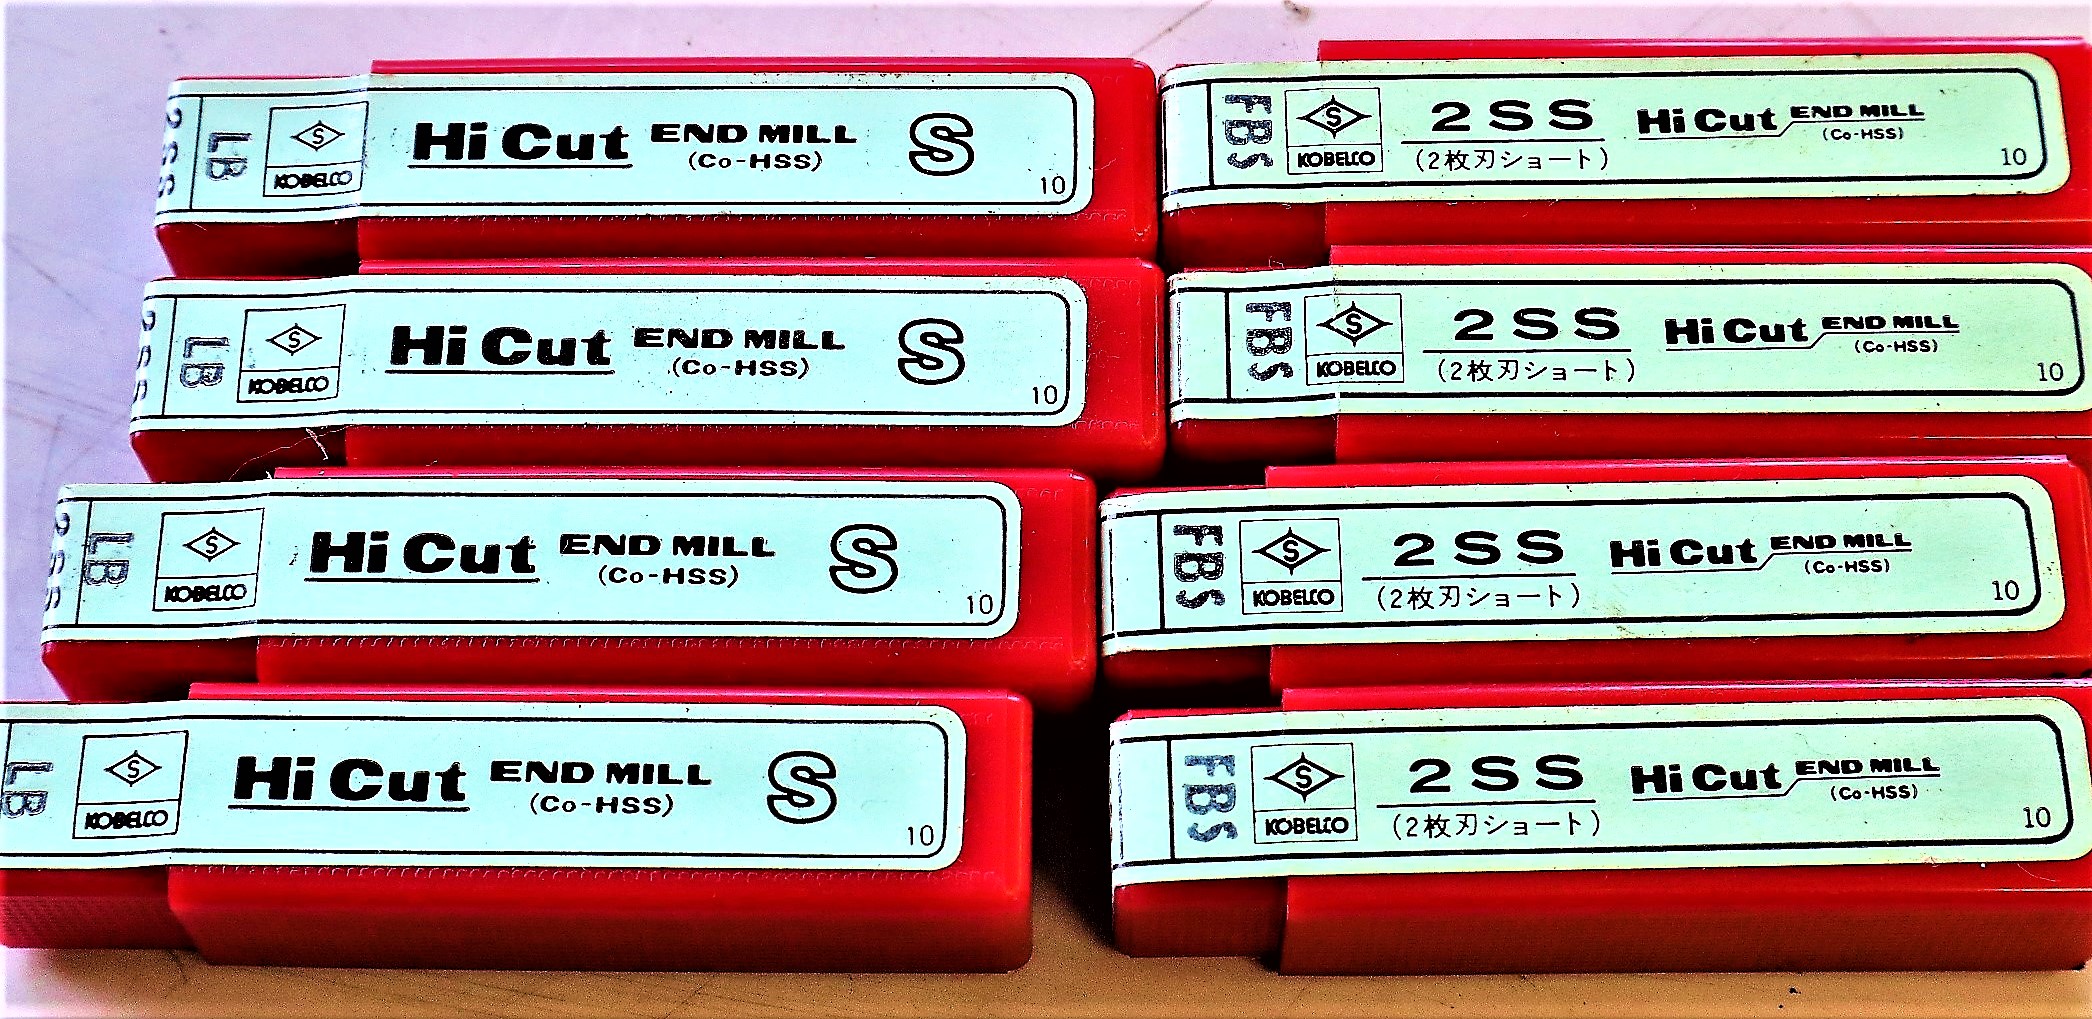 2SS
LB
S
KOBELCO
Hi Cut END MILL
(Co-HSS)
S
10
2SS
LB
S
KOBELCO
Hi Cut END MILL
(Co-HSS)
S
10
2SS
LB
S
KOBELCO
Hi Cut END MILL
(Co-HSS)
S
10
LB
S
KOBELCO
Hi Cut END MILL
(Co-HSS)
S
10
FBS
S
KOBELCO
2SS
(2枚刃ショート)
Hi Cut END MILL
(Co-HSS)
10
FBS
S
KOBELCO
2SS
(2枚刃ショート)
Hi Cut END MILL
(Co-HSS)
10
FBS
S
KOBELCO
2SS
(2枚刃ショート)
Hi Cut END MILL
(Co-HSS)
10
FBS
S
KOBELCO
2SS
(2枚刃ショート)
Hi Cut END MILL
(Co-HSS)
10